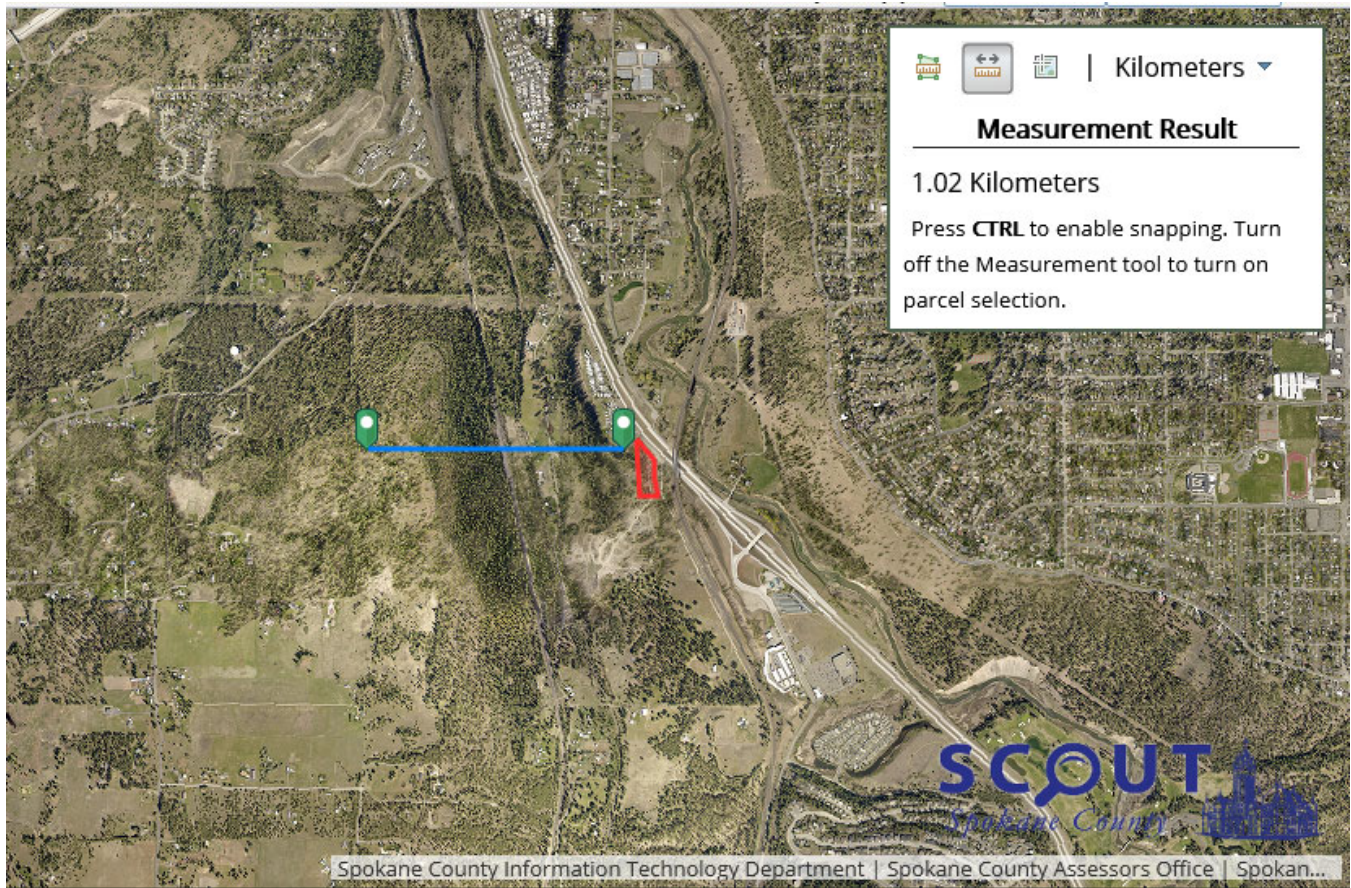 | Kilometers
Measurement Result
1.02 Kilometers
Press CTRL to enable snapping. Turn
off the Measurement tool to turn on
parcel selection.
SCOUT
Spokane County
Spokane County Information Technology Department | Spokane County Assessors Office | Spokan...